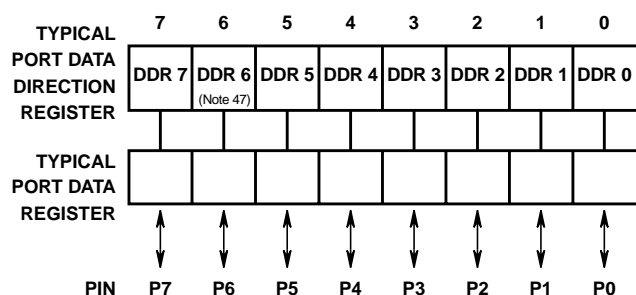 7 6 5 4 3 2 1 0
TYPICAL
PORT DATA
DIRECTION
REGISTER
DDR 7 DDR 6 DDR 5 DDR 4 DDR 3 DDR 2 DDR 1 DDR 0
(Note 47)
TYPICAL
PORT DATA
REGISTER
PIN P7 P6 P5 P4 P3 P2 P1 P0